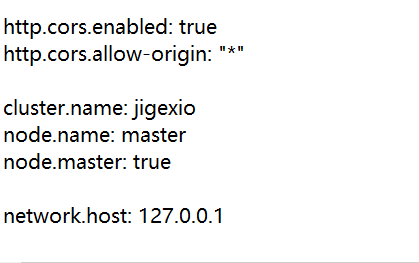 http.cors.enabled: true
http.cors.allow-origin: "*"
cluster.name: jigexio
node.name: master
node.master: true
network.host: 127.0.0.1